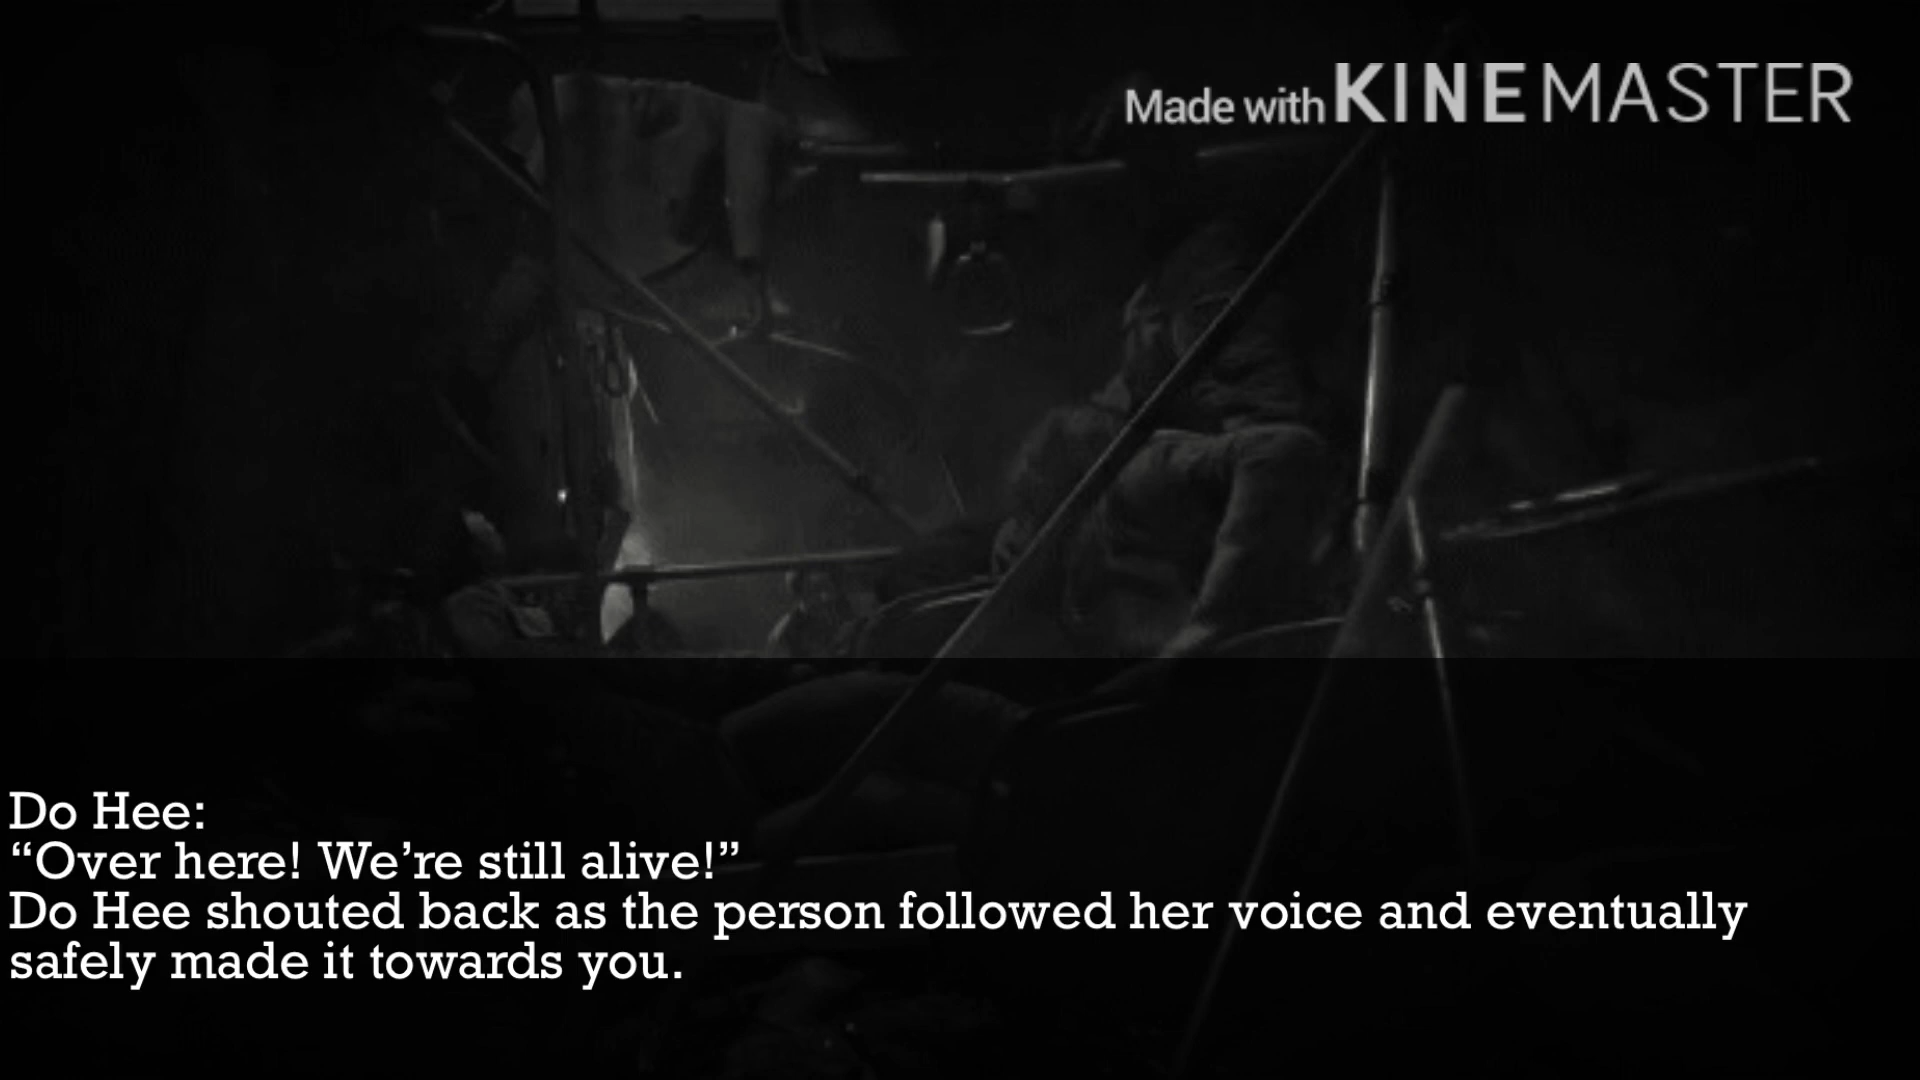 Made with KINEMASTER
Do Hee:
“Over here! We’re still alive!”
Do Hee shouted back as the person followed her voice and eventually
safely made it towards you.